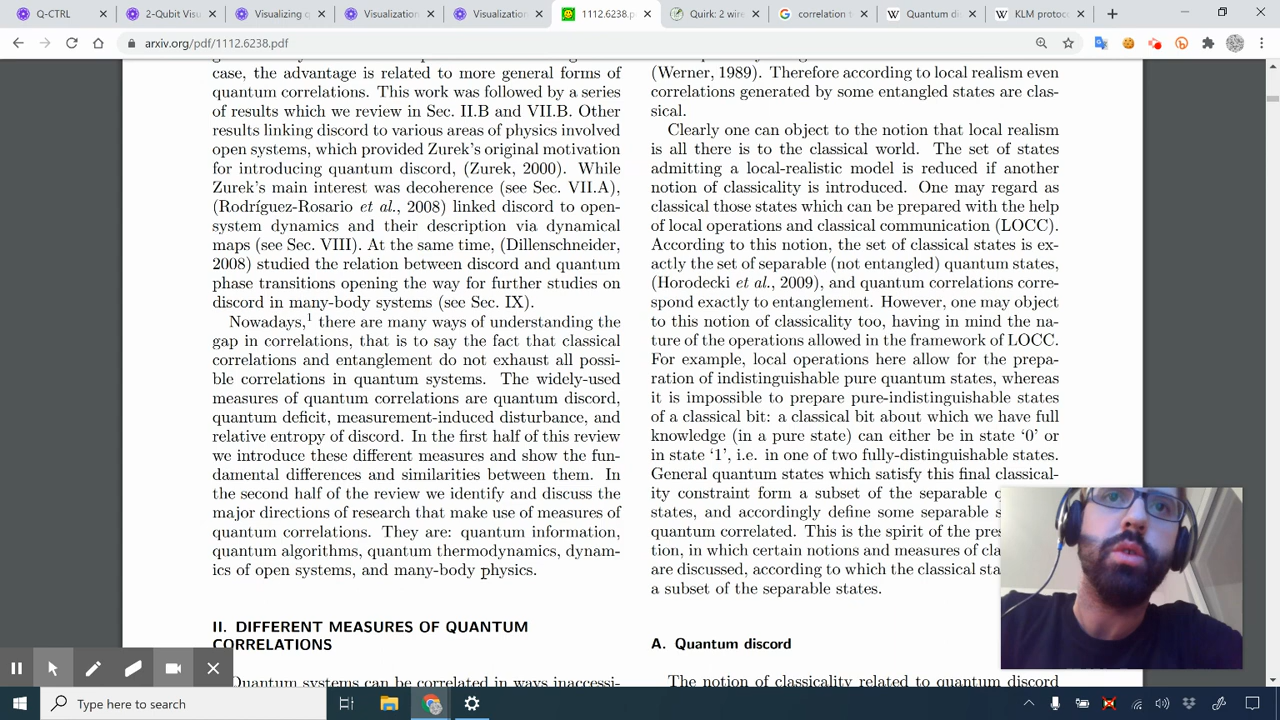 Q-CTRL
2-Qubit Visu
Visualizing q
Visualization
Visualization
1112.6238.p
Quirk: 2 wire
correlation t
Quantum di
KLM protoc
arxiv.org/pdf/1112.6238.pdf
case, the advantage is related to more general forms of
quantum correlations. This work was followed by a series
of results which we review in Sec. II.B and VII.B. Other
results linking discord to various areas of physics involved
open systems, which provided Zurek's original motivation
for introducing quantum discord, (Zurek, 2000). While
Zurek's main interest was decoherence (see Sec. VII.A),
(Rodríguez-Rosario et al., 2008) linked discord to open-
system dynamics and their description via dynamical
maps (see Sec. VIII). At the same time, (Dillenschneider,
2008) studied the relation between discord and quantum
phase transitions opening the way for further studies on
discord in many-body systems (see Sec. IX).
Nowadays,1 there are many ways of understanding the
gap in correlations, that is to say the fact that classical
correlations and entanglement do not exhaust all possi-
ble correlations in quantum systems. The widely-used
measures of quantum correlations are quantum discord,
quantum deficit, measurement-induced disturbance, and
relative entropy of discord. In the first half of this review
we introduce these different measures and show the fun-
damental differences and similarities between them. In
the second half of the review we identify and discuss the
major directions of research that make use of measures of
quantum correlations. They are: quantum information,
quantum algorithms, quantum thermodynamics, dynam-
ics of open systems, and many-body physics.
II. DIFFERENT MEASURES OF QUANTUM
CORRELATIONS
Quantum systems can be correlated in ways inaccessi-
(Werner, 1989). Therefore according to local realism even
correlations generated by some entangled states are clas-
sical.
Clearly one can object to the notion that local realism
is all there is to the classical world. The set of states
admitting a local-realistic model is reduced if another
notion of classicality is introduced. One may regard as
classical those states which can be prepared with the help
of local operations and classical communication (LOCC).
According to this notion, the set of classical states is ex-
actly the set of separable (not entangled) quantum states,
(Horodecki et al., 2009), and quantum correlations corre-
spond exactly to entanglement. However, one may object
to this notion of classicality too, having in mind the na-
ture of the operations allowed in the framework of LOCC.
For example, local operations here allow for the prepa-
ration of indistinguishable pure quantum states, whereas
it is impossible to prepare pure-indistinguishable states
of a classical bit: a classical bit about which we have full
knowledge (in a pure state) can either be in state '0' or
in state '1', i.e. in one of two fully-distinguishable states.
General quantum states which satisfy this final classical-
ity constraint form a subset of the separable
states, and accordingly define some separable
quantum correlated. This is the spirit of the
tion, in which certain notions and measures of
are discussed, according to which the classical
a subset of the separable states.
A. Quantum discord
The notion of classicality related to quantum discord
Type here to search